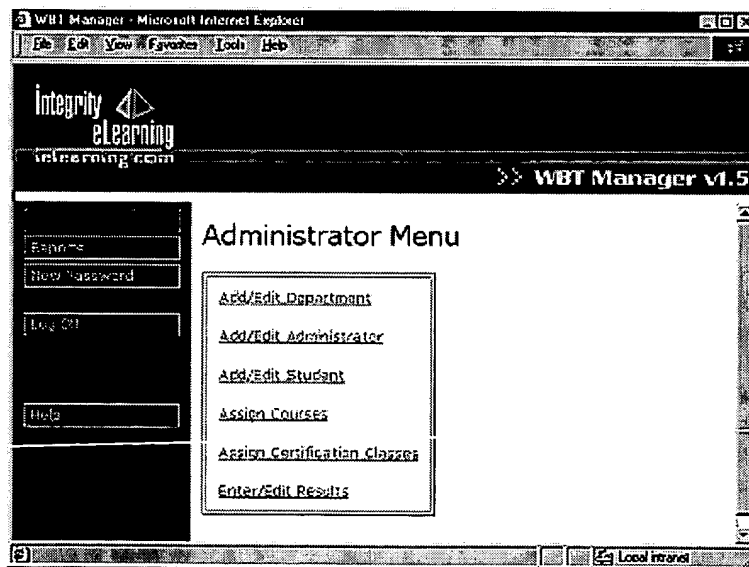 WBT Manager - Microsoft Internet Explorer
File Edit View Favorites Tools Help
integrity
eLearning
ielearning.com
>> WBT Manager v1.5
Reports
New Password
Log Off
Help
Administrator Menu
Add/Edit Department
Add/Edit Administrator
Add/Edit Student
Assign Courses
Assign Certification Classes
Enter/Edit Results
Local intranet